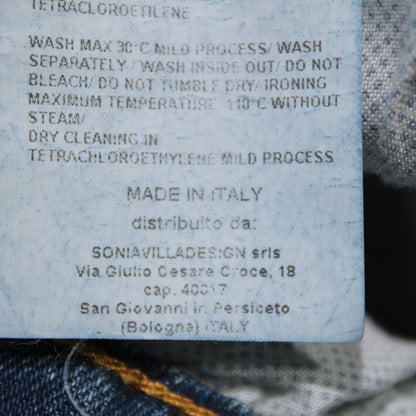 TETRACLOROETILENE
WASH MAX 30°C MILD PROCESS/ WASH
SEPARATELY/ WASH INSIDE OUT/ DO NOT
BLEACH/ DO NOT TUMBLE DRY/ IRONING
MAXIMUM TEMPERATURE 110°C WITHOUT
STEAM/
DRY CLEANING IN
TETRACHLOROETHYLENE MILD PROCESS
MADE IN ITALY
distribuito da:
SONIAVILLADESIGN srls
Via Giulio Cesare Croce, 18
cap. 40017
San Giovanni in Persiceto
(Bologna) ITALY